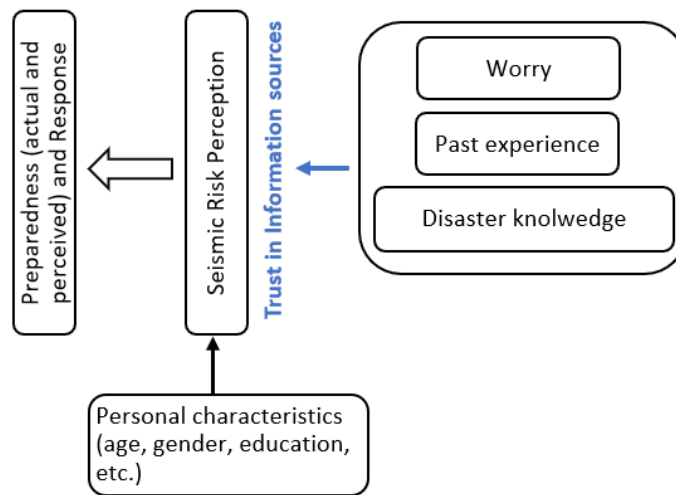 Preparedness (actual and
perceived) and Response
Seismic Risk Perception
Trust in Information sources
Worry
Past experience
Disaster knolwedge
Personal characteristics
(age, gender, education,
etc.)